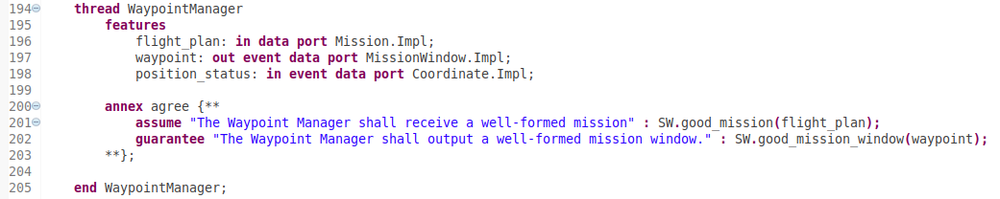 194 thread WaypointManager
195 features
196 flight_plan: in data port Mission.Impl;
197 waypoint: out event data port MissionWindow.Impl;
198 position_status: in event data port Coordinate.Impl;
199
200 annex agree {**
201 assume "The Waypoint Manager shall receive a well-formed mission" : SW.good_mission(flight_plan);
202 guarantee "The Waypoint Manager shall output a well-formed mission window." : SW.good_mission_window(waypoint);
203 **};
204
205 end WaypointManager;